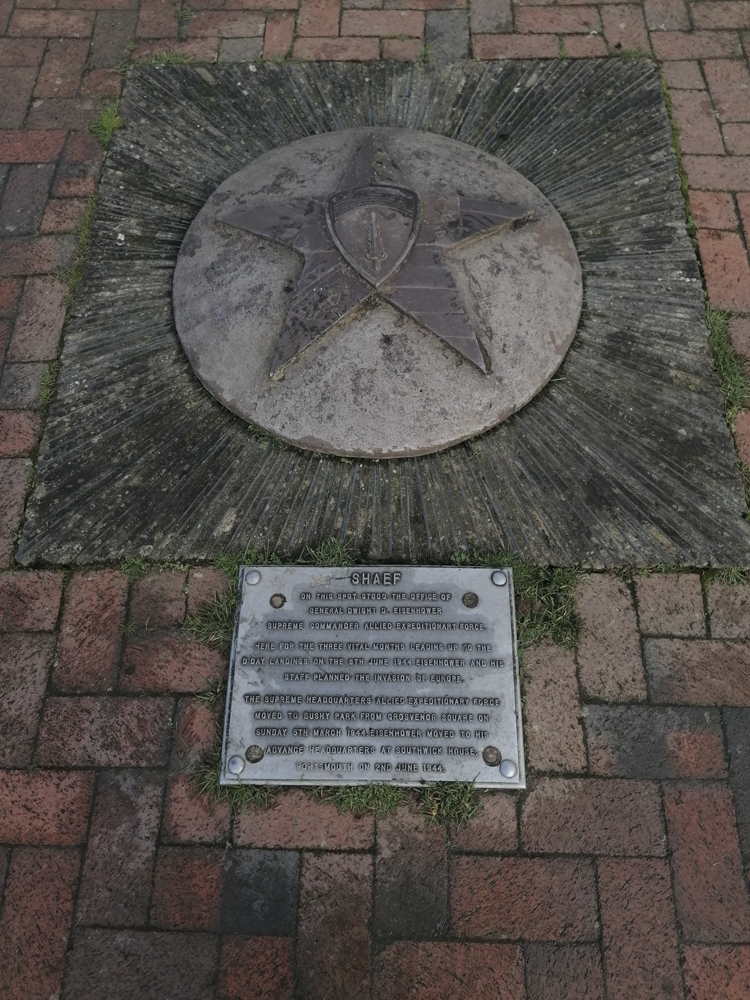 SHAEF
ON THIS SPOT STOOD THE OFFICE OF
GENERAL DWIGHT D. EISENHOWER
SUPREME COMMANDER ALLIED EXPEDITIONARY FORCE.
HERE FOR THE THREE VITAL MONTHS LEADING UP TO THE
D.DAY LANDINGS ON THE 6TH JUNE 1944 EISENHOWER AND HIS
STAFF PLANNED THE INVASION OF EUROPE.
THE SUPREME HEADQUARTERS ALLIED EXPEDITIONARY FORCE
MOVED TO BUSHY PARK FROM GROSVENOR SQUARE ON
SUNDAY 5TH MARCH 1944. EISENHOWER MOVED TO HIS
ADVANCE HEADQUARTERS AT SOUTHWICK HOUSE,
PORTSMOUTH ON 2ND JUNE 1944.